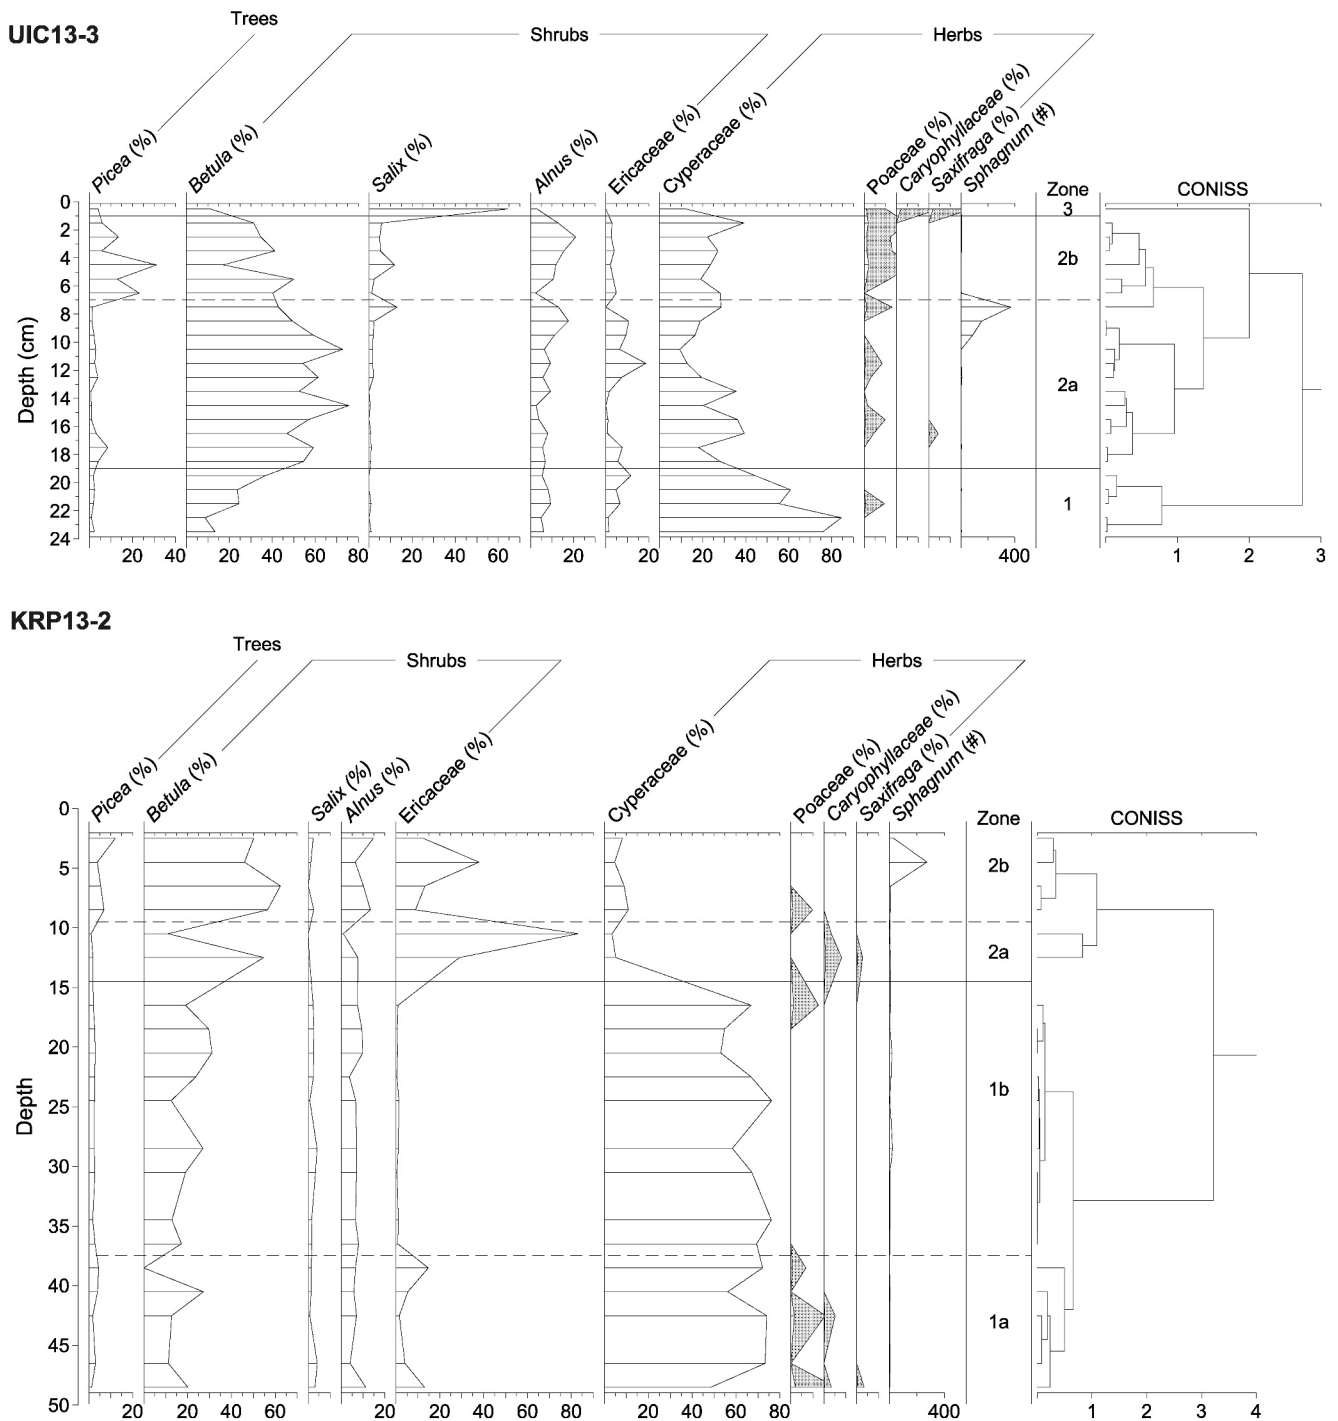 UIC13-3
Trees
Shrubs
Herbs
Picea (%)
Betula (%)
Salix (%)
Alnus (%)
Ericaceae (%)
Cyperaceae (%)
Poaceae (%)
Caryophyllaceae (%)
Saxifraga (%)
Sphagnum (#)
Zone
CONISS
Depth (cm)
0
2
4
6
8
10
12
14
16
18
20
22
24
3
2b
2a
1
20 40
20 40 60 80
20
20
20 40 60 80
400
1 2 3
KRP13-2
Trees
Shrubs
Herbs
Picea (%)
Betula (%)
Salix (%)
Alnus (%)
Ericaceae (%)
Cyperaceae (%)
Poaceae (%)
Caryophyllaceae (%)
Saxifraga (%)
Sphagnum (#)
Zone
CONISS
Depth
0
5
10
15
20
25
30
35
40
45
50
2b
2a
1b
1a
20
20 40 60
20
20 40 60 80
20 40 60 80
400
1 2 3 4